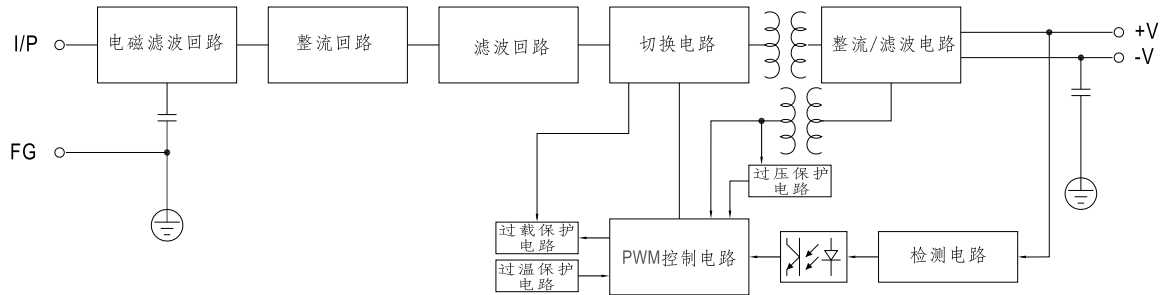 I/P
电磁滤波回路
整流回路
滤波回路
切换电路
整流/滤波电路
+V
-V
FG
过压保护
电路
过载保护
电路
过温保护
电路
PWM控制电路
检测电路